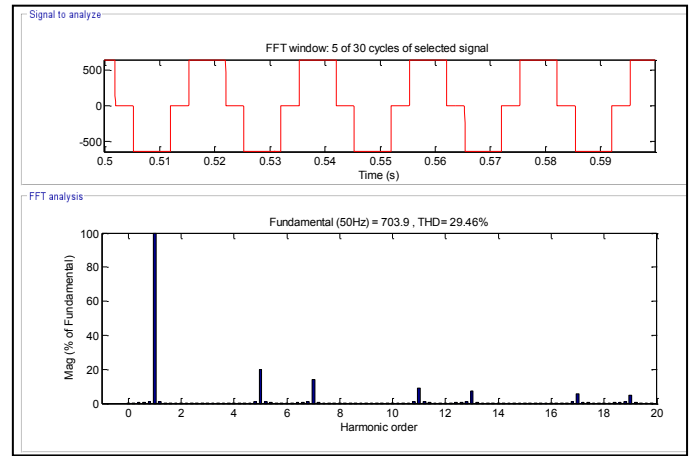 Signal to analyze
FFT window: 5 of 30 cycles of selected signal
500
0
-500
0.5 0.51 0.52 0.53 0.54 0.55 0.56 0.57 0.58 0.59
Time (s)
FFT analysis
Fundamental (50Hz) = 703.9 , THD= 29.46%
Mag (% of Fundamental)
100
80
60
40
20
0
0 2 4 6 8 10 12 14 16 18 20
Harmonic order